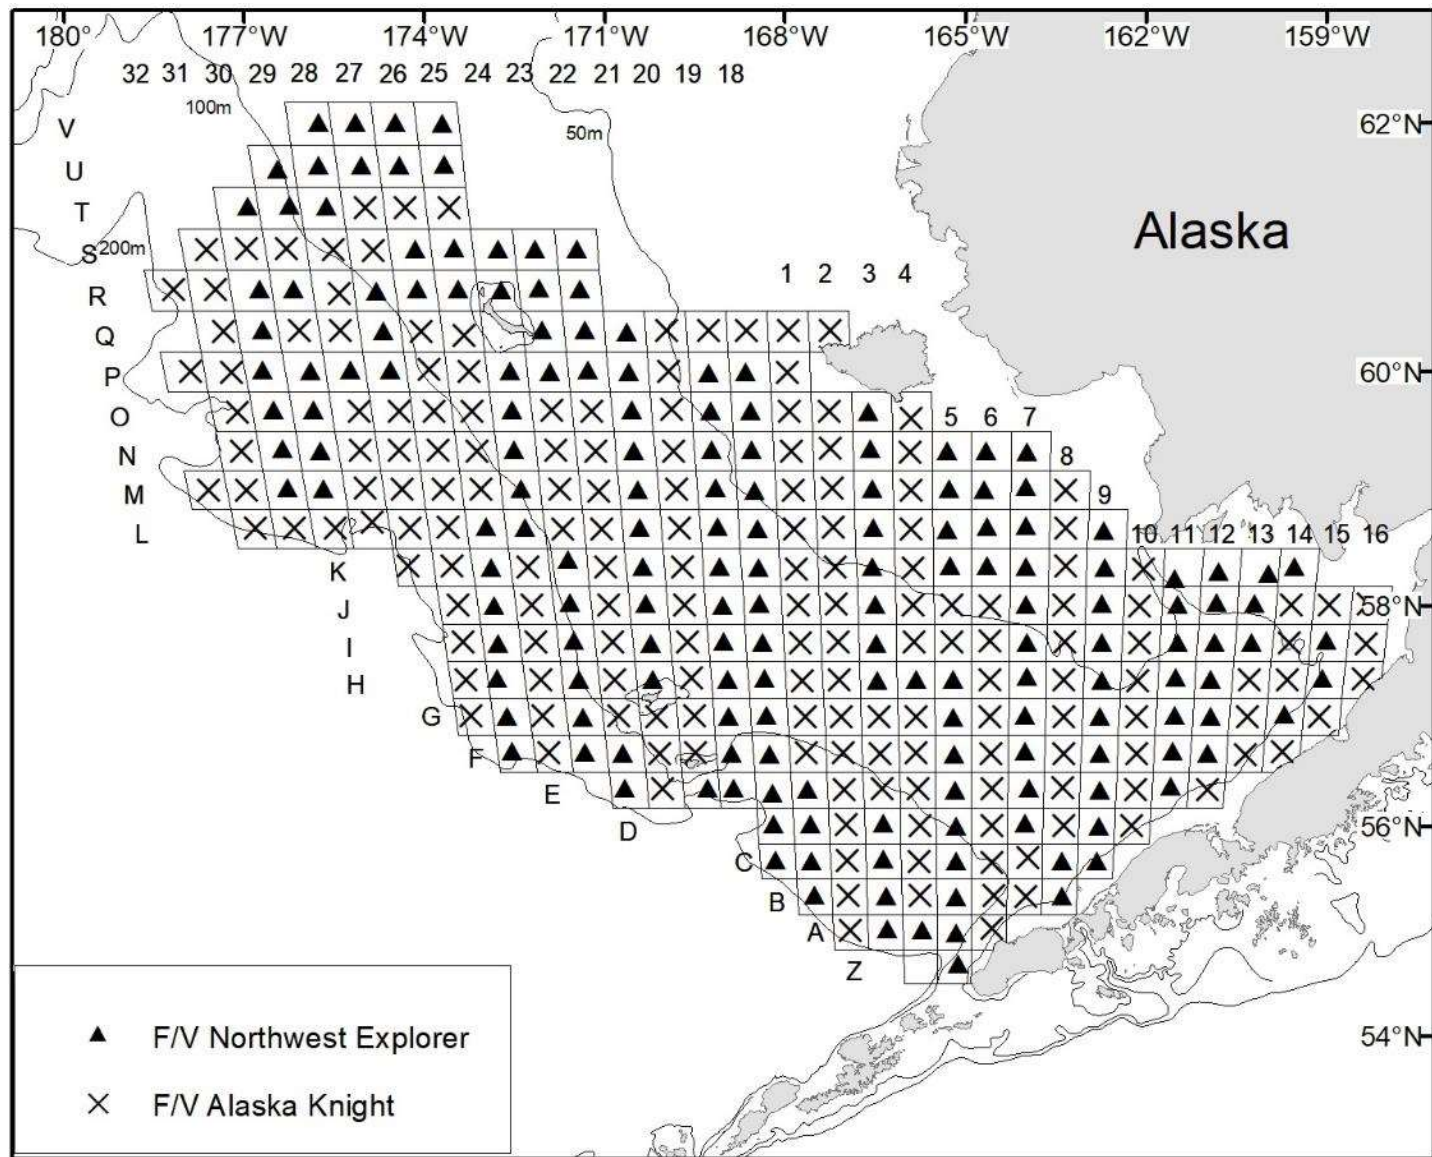 180° 177°W 174°W 171°W 168°W 165°W 162°W 159°W
32 31 30 29 28 27 26 25 24 23 22 21 20 19 18
100m
50m
62°N
V
U
T
Alaska
S 200m
1 2 3 4
R
Q
60°N
P
O
5 6 7
N
8
M
9
L
10 11 12 13 14 15 16
K
J
58°N
I
H
G
F
E
D
56°N
C
B
A
Z
54°N
F/V Northwest Explorer
F/V Alaska Knight